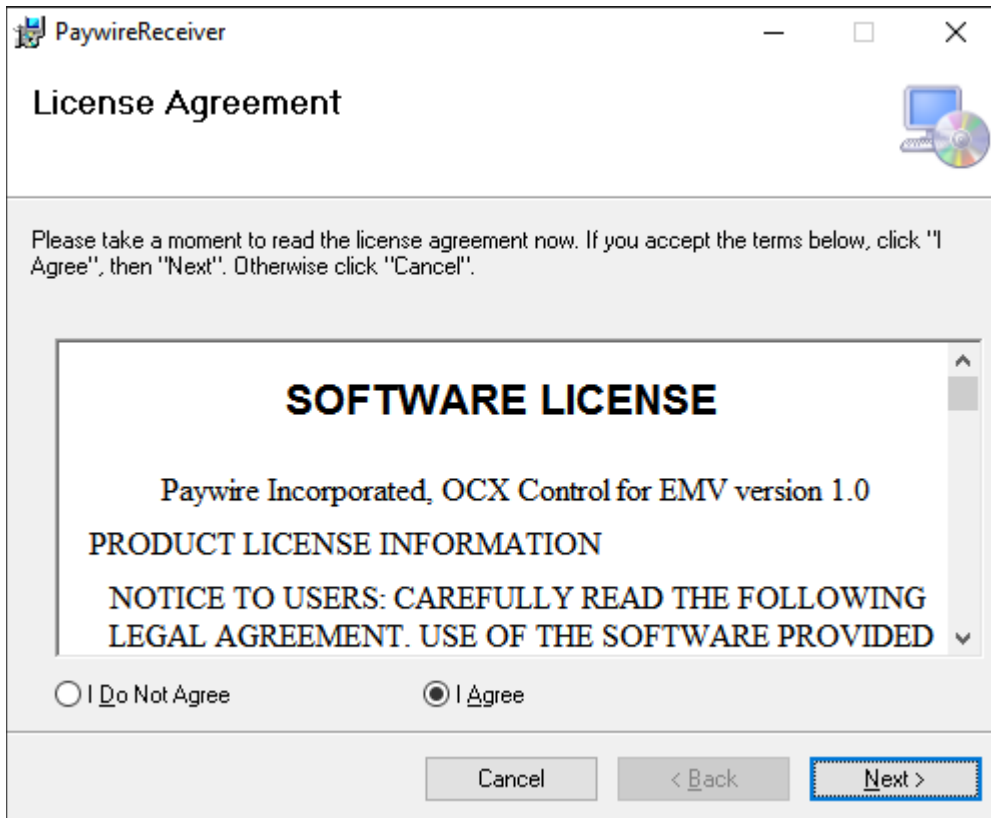 PaywireReceiver
License Agreement
Please take a moment to read the license agreement now. If you accept the terms below, click "I
Agree", then "Next". Otherwise click "Cancel".
SOFTWARE LICENSE
Paywire Incorporated, OCX Control for EMV version 1.0
PRODUCT LICENSE INFORMATION
NOTICE TO USERS: CAREFULLY READ THE FOLLOWING
LEGAL AGREEMENT. USE OF THE SOFTWARE PROVIDED
I Do Not Agree
I Agree
Cancel
< Back
Next >